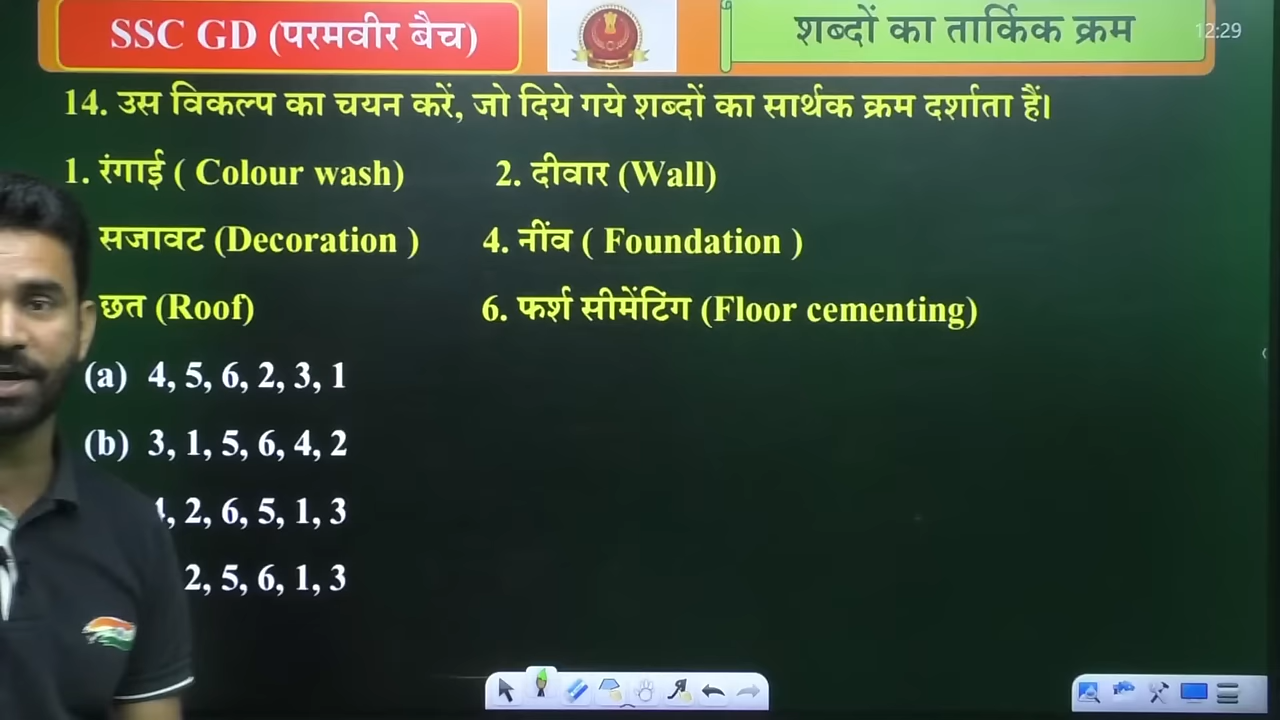 SSC GD (परमवीर बैच)
शब्दों का तार्किक क्रम
12:29
14. उस विकल्प का चयन करें, जो दिये गये शब्दों का सार्थक क्रम दर्शाता हैं।
1. रंगाई ( Colour wash) 2. दीवार (Wall)
सजावट (Decoration ) 4. नींव ( Foundation )
छत (Roof) 6. फर्श सीमेंटिंग (Floor cementing)
(a) 4, 5, 6, 2, 3, 1
(b) 3, 1, 5, 6, 4, 2
4, 2, 6, 5, 1, 3
2, 5, 6, 1, 3